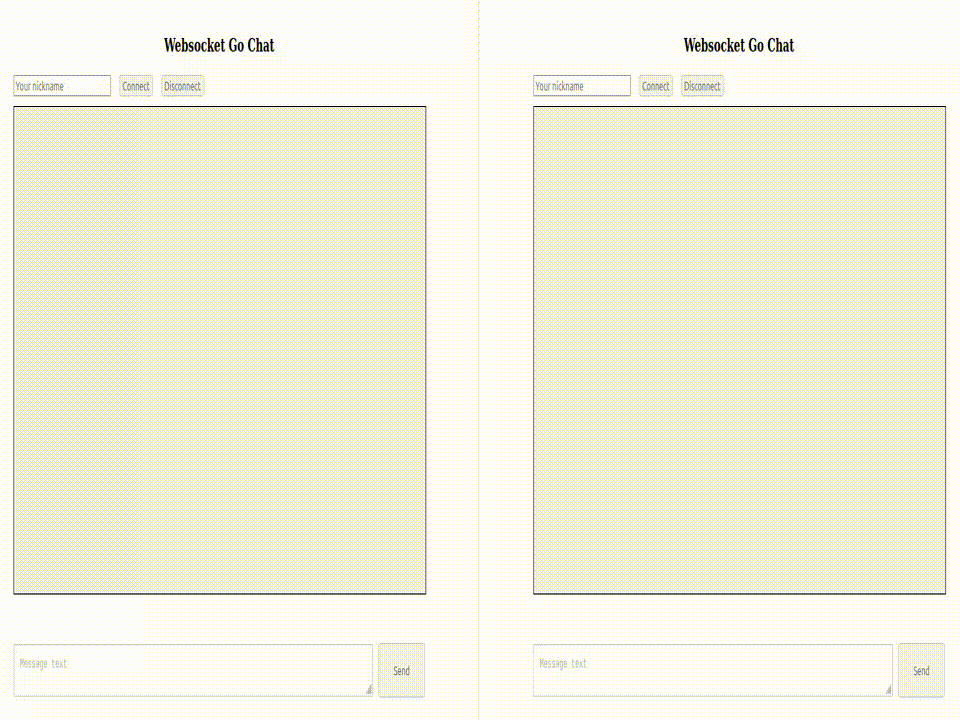 Websocket Go Chat
Your nickname Connect Disconnect
Message text
Send
Websocket Go Chat
Your nickname Connect Disconnect
Message text
Send